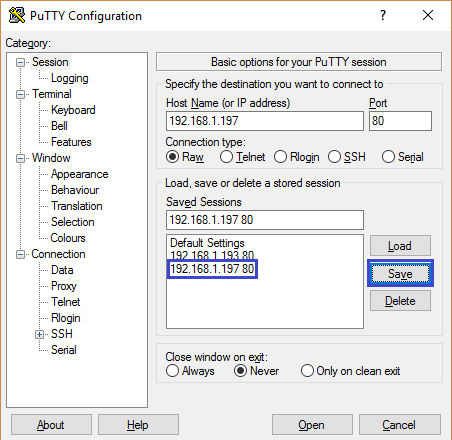 PuTTY Configuration
?
Category:
Session
Logging
Terminal
Keyboard
Bell
Features
Window
Appearance
Behaviour
Translation
Selection
Colours
Connection
Data
Proxy
Telnet
Rlogin
SSH
Serial
Basic options for your PuTTY session
Specify the destination you want to connect to
Host Name (or IP address) Port
192.168.1.197 80
Connection type:
Raw Telnet Rlogin SSH Serial
Load, save or delete a stored session
Saved Sessions
192.168.1.197 80
Default Settings
192.168.1.193 80
192.168.1.197 80
Load
Save
Delete
Close window on exit:
Always Never Only on clean exit
About Help Open Cancel